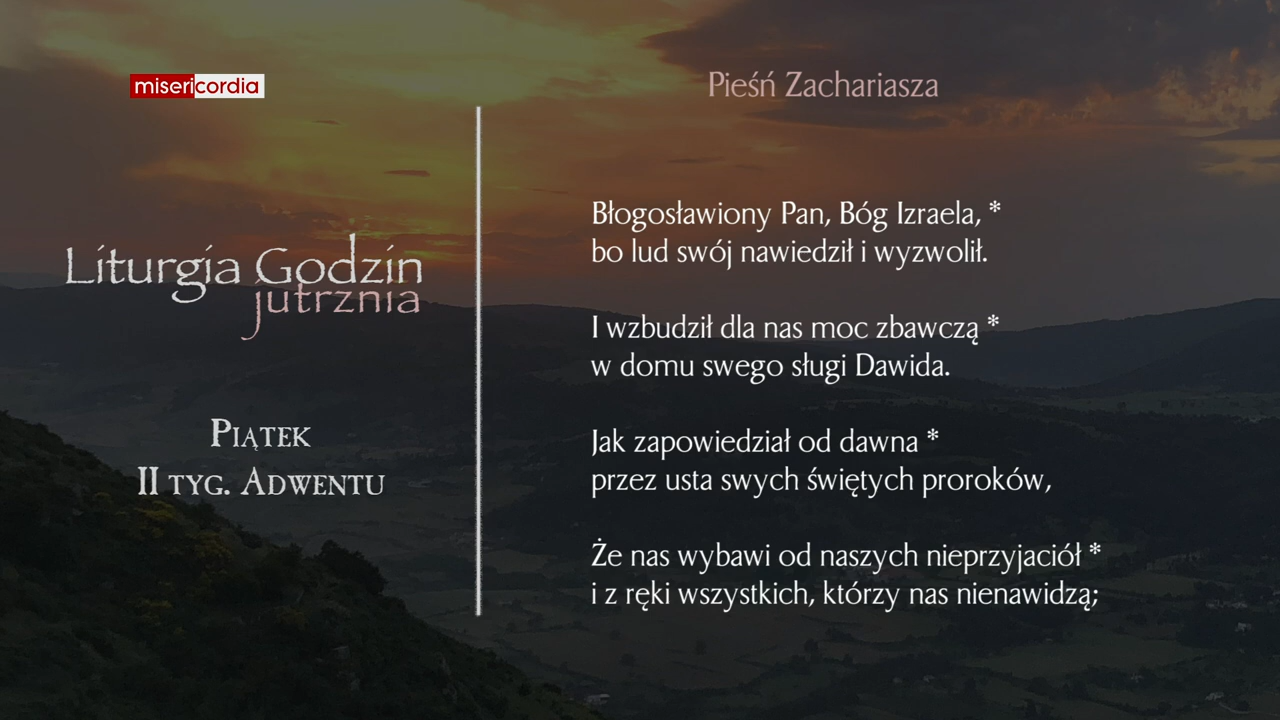 misericordia
Liturgia Godzin
jutrznia
Piątek
II tyg. Adwentu
Pieśń Zachariasza
Błogosławiony Pan, Bóg Izraela, *
bo lud swój nawiedził i wyzwolił.
I wzbudził dla nas moc zbawczą *
w domu swego sługi Dawida.
Jak zapowiedział od dawna *
przez usta swych świętych proroków,
Że nas wybawi od naszych nieprzyjaciół *
i z ręki wszystkich, którzy nas nienawidzą;